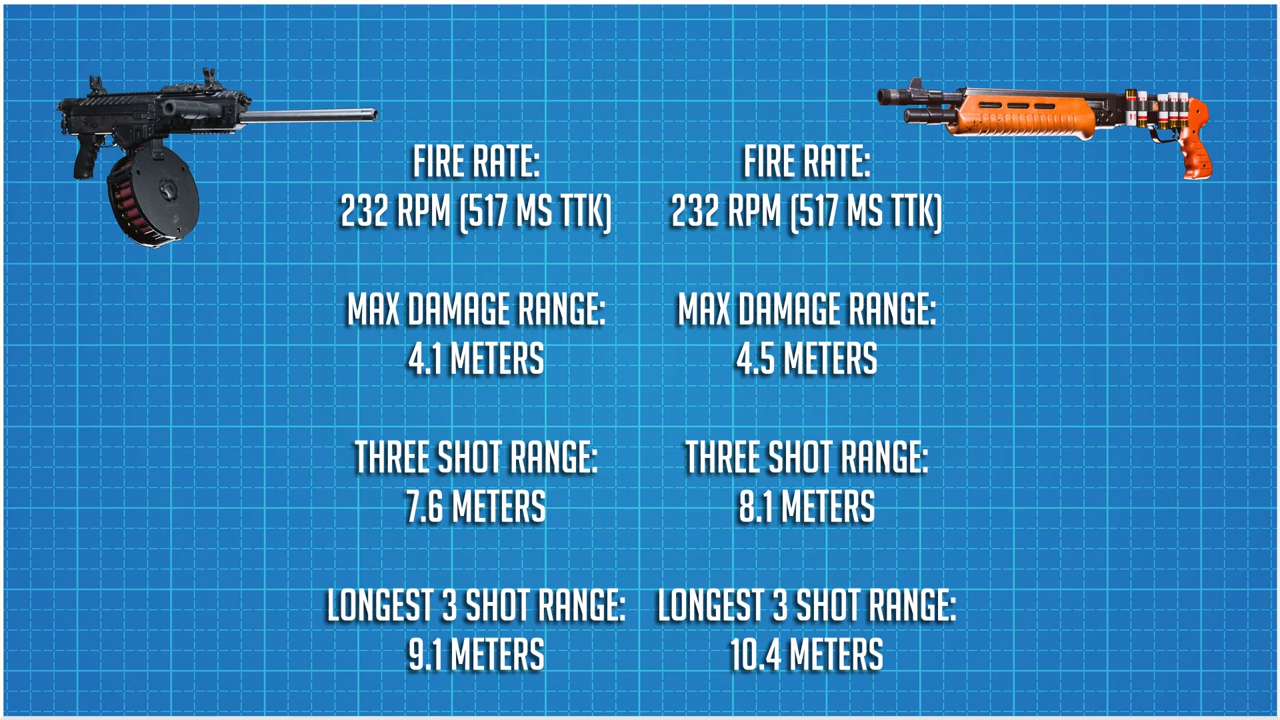 FIRE RATE:
232 RPM (517 MS TTK)
MAX DAMAGE RANGE:
4.1 METERS
THREE SHOT RANGE:
7.6 METERS
LONGEST 3 SHOT RANGE:
9.1 METERS
FIRE RATE:
232 RPM (517 MS TTK)
MAX DAMAGE RANGE:
4.5 METERS
THREE SHOT RANGE:
8.1 METERS
LONGEST 3 SHOT RANGE:
10.4 METERS